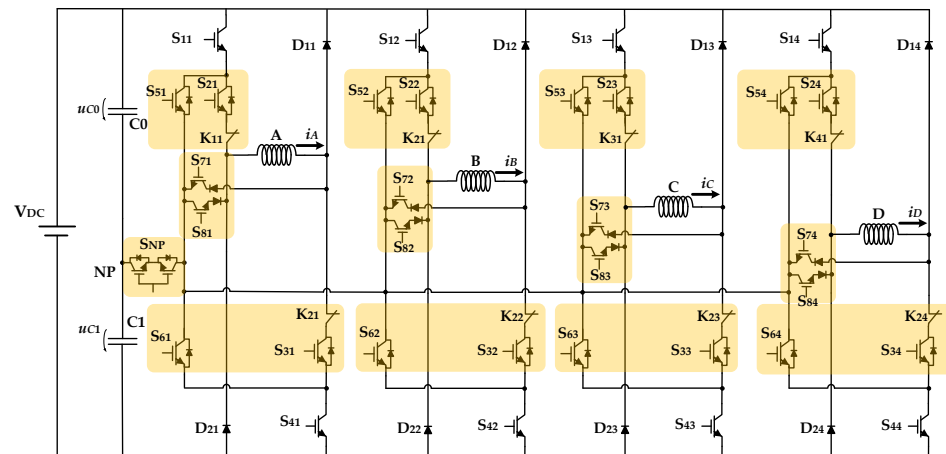 S11
D11
S12
D12
S13
D13
S14
D14
S51
S21
S52
S22
S53
S23
S54
S24
uC0
C0
K11
K21
K31
K41
A
iA
B
iB
C
iC
D
iD
S71
S72
S73
S74
S81
S82
S83
S84
VDC
SNP
NP
uC1
C1
K21
K22
K23
K24
S61
S31
S62
S32
S63
S33
S64
S34
D21
S41
D22
S42
D23
S43
D24
S44